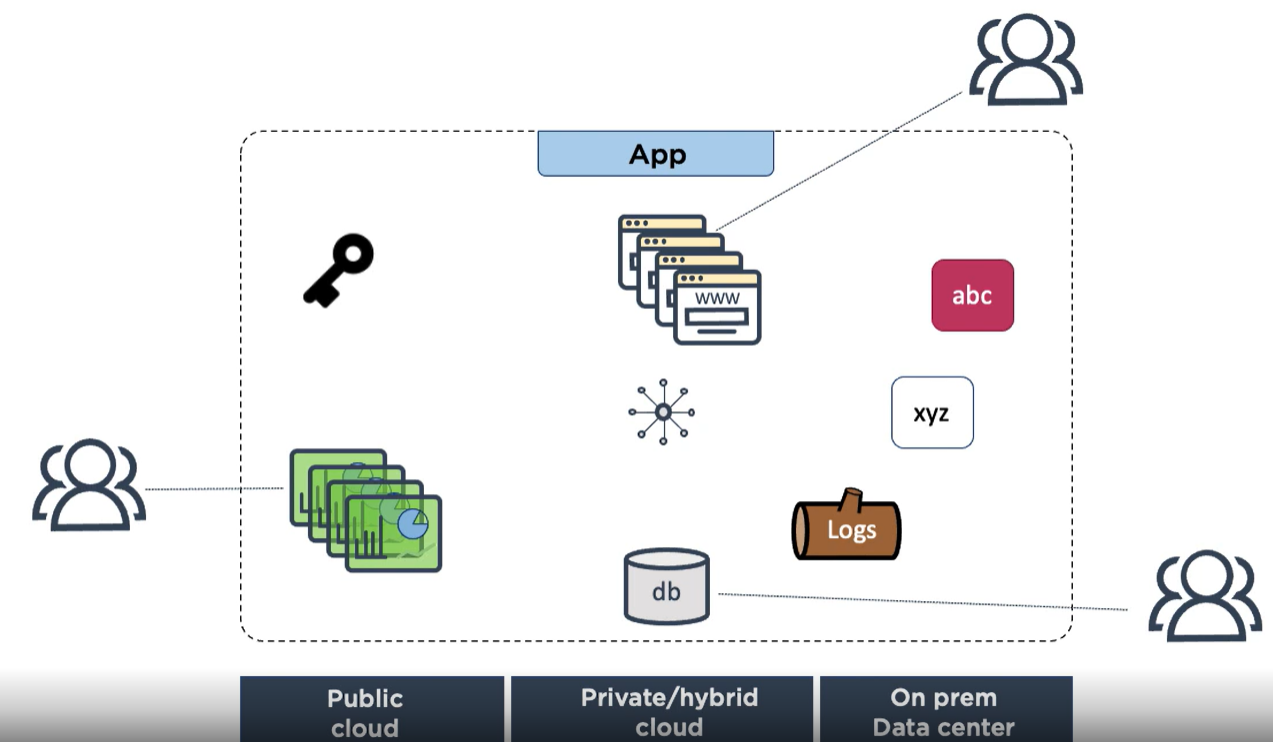 App
WWW
abc
xyz
Logs
db
Public
cloud
Private/hybrid
cloud
On prem
Data center